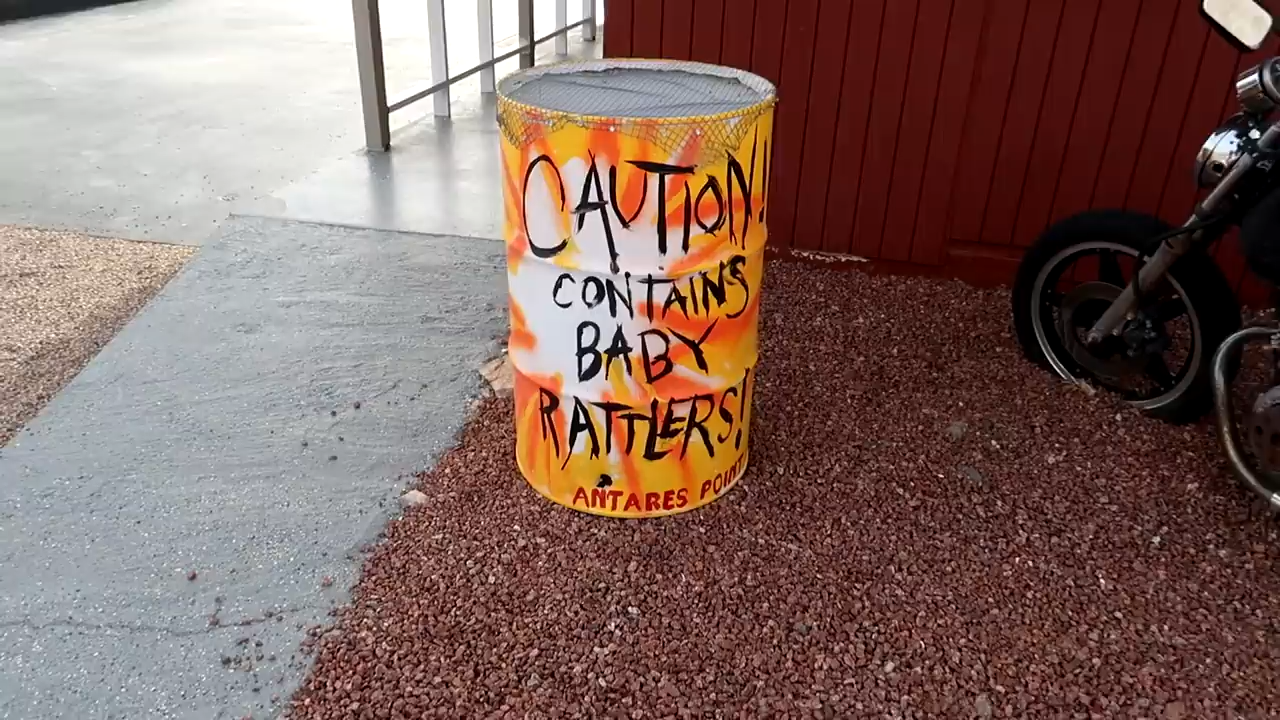 CAUTION!
CONTAINS
BABY
RATTLERS!
ANTARES POINT